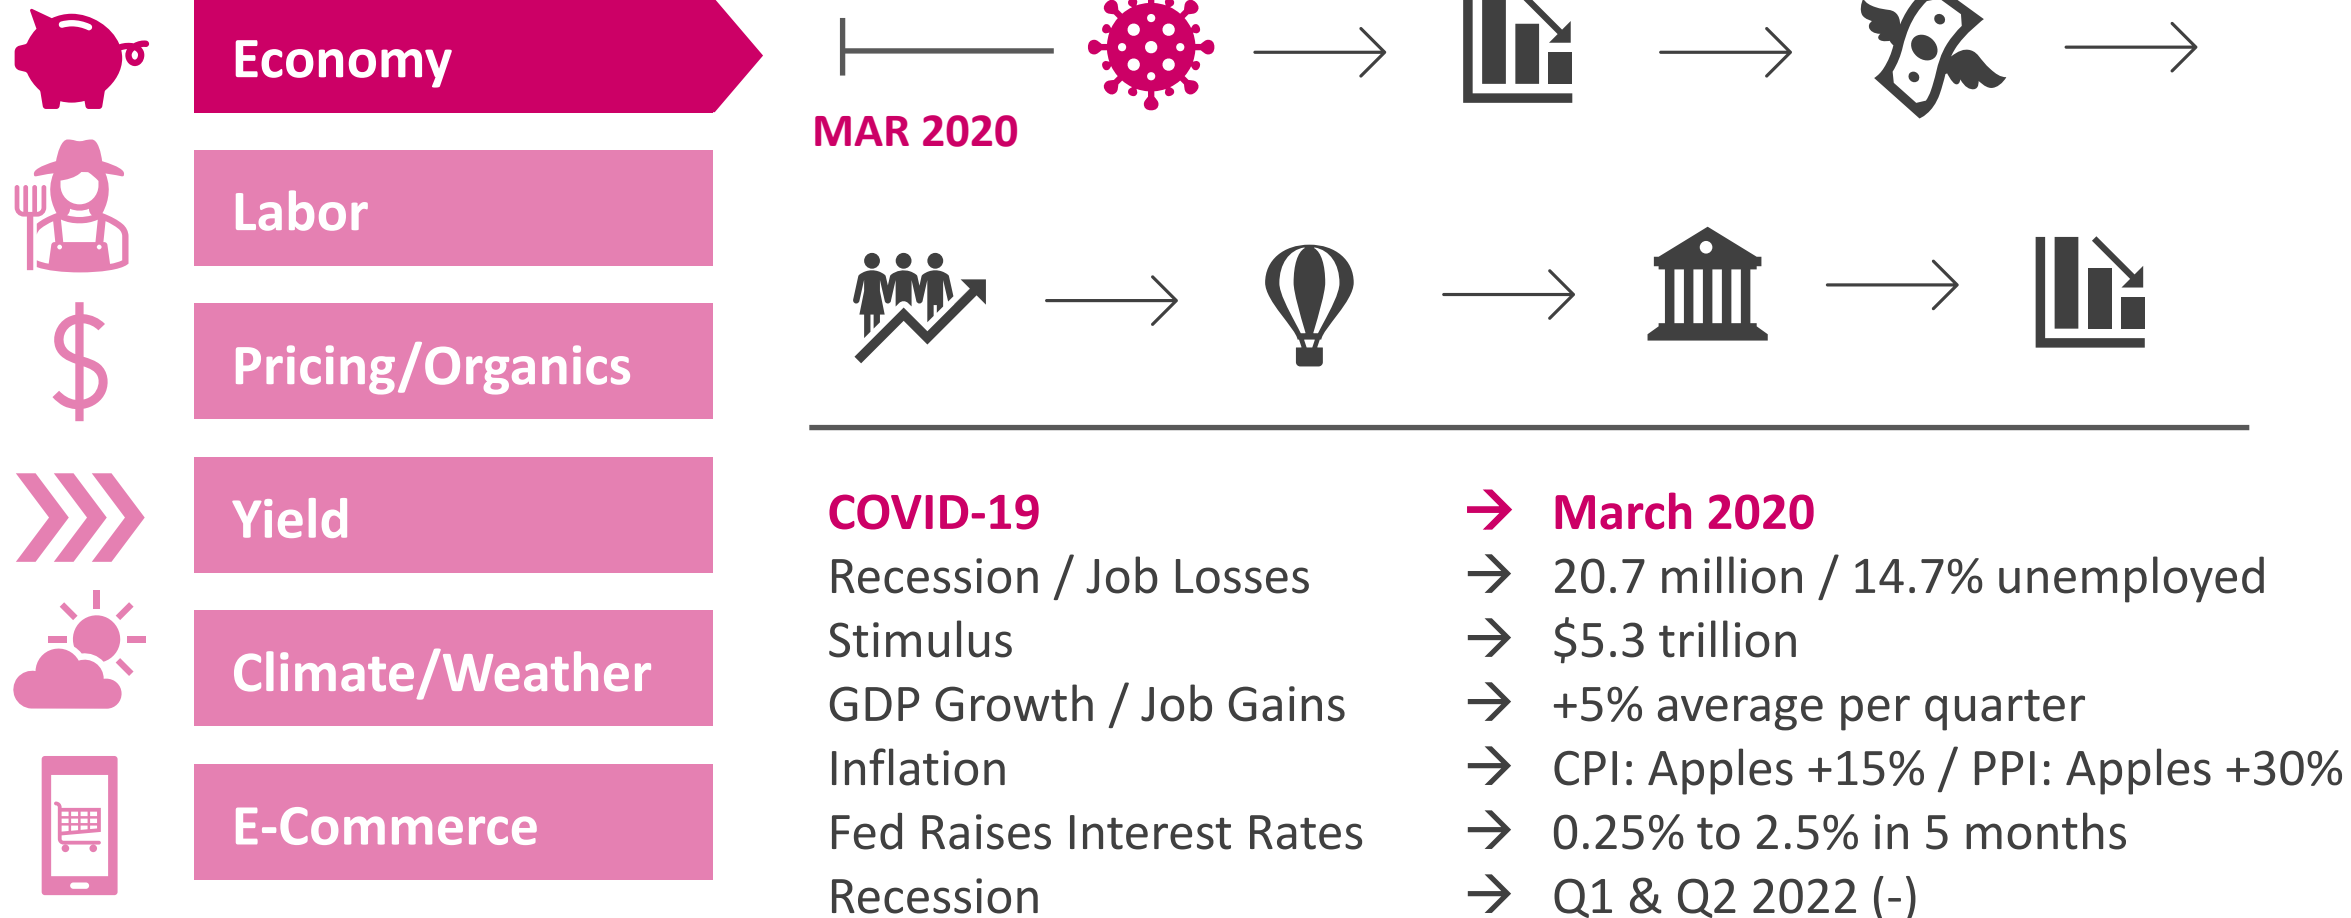 Economy
Labor
Pricing/Organics
Yield
Climate/Weather
E-Commerce
MAR 2020
COVID-19 → March 2020
Recession / Job Losses → 20.7 million / 14.7% unemployed
Stimulus → $5.3 trillion
GDP Growth / Job Gains → +5% average per quarter
Inflation → CPI: Apples +15% / PPI: Apples +30%
Fed Raises Interest Rates → 0.25% to 2.5% in 5 months
Recession → Q1 & Q2 2022 (-)